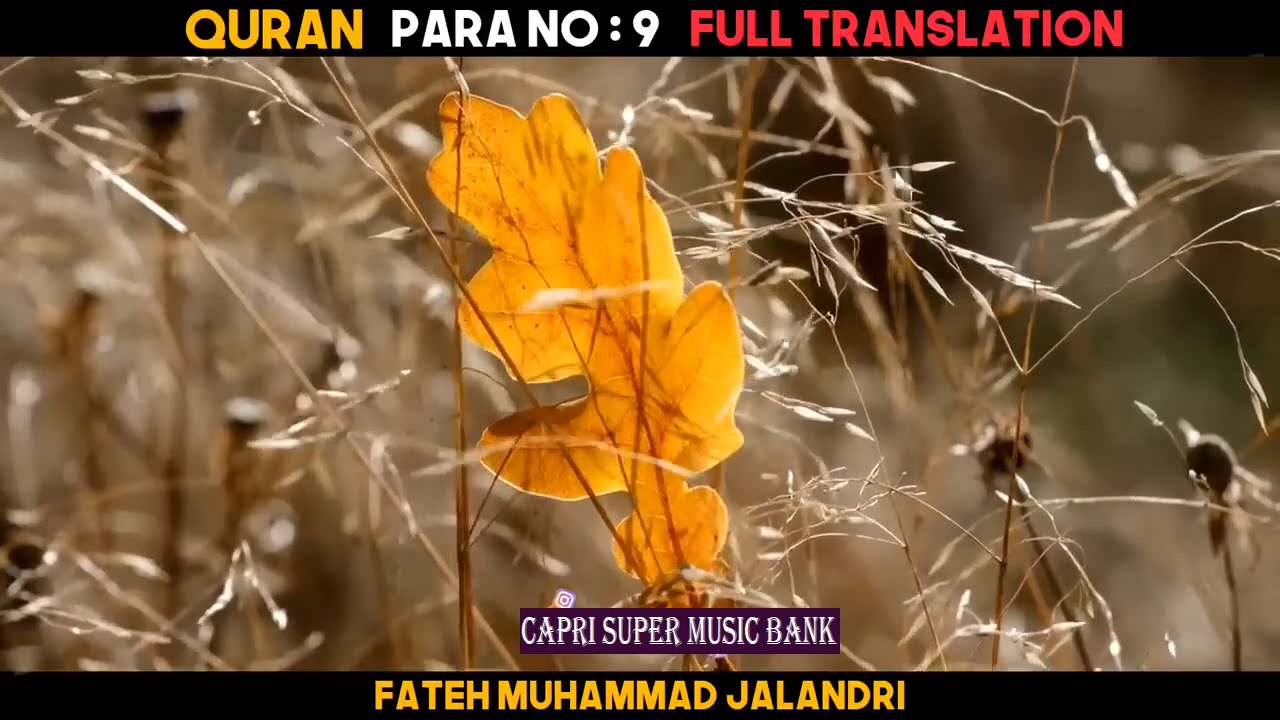 QURAN PARA NO : 9 FULL TRANSLATION
CAPRI SUPER MUSIC BANK
FATEH MUHAMMAD JALANDRI